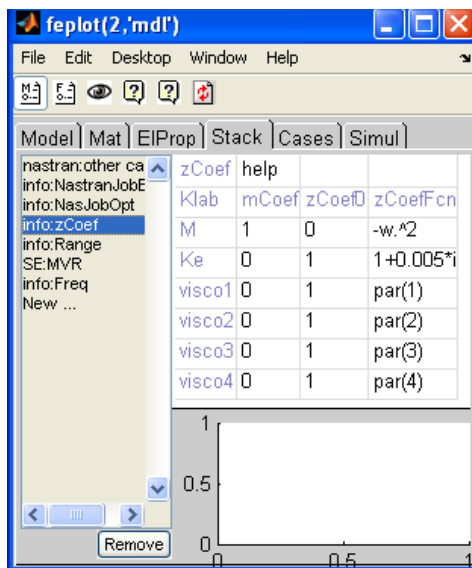 feplot(2,'mdl')
File Edit Desktop Window Help
Model Mat ElProp Stack Cases Simul
nastran:other ca
info:NastranJobE
info:NasJobOpt
info:zCoef
info:Range
SE:MVR
info:Freq
New ...
Remove
zCoef help
Klab mCoef zCoef0 zCoefFcn
M 1 0 -w.^2
Ke 0 1 1+0.005*i
visco1 0 1 par(1)
visco2 0 1 par(2)
visco3 0 1 par(3)
visco4 0 1 par(4)
1
0.5
0
0 0.5 1